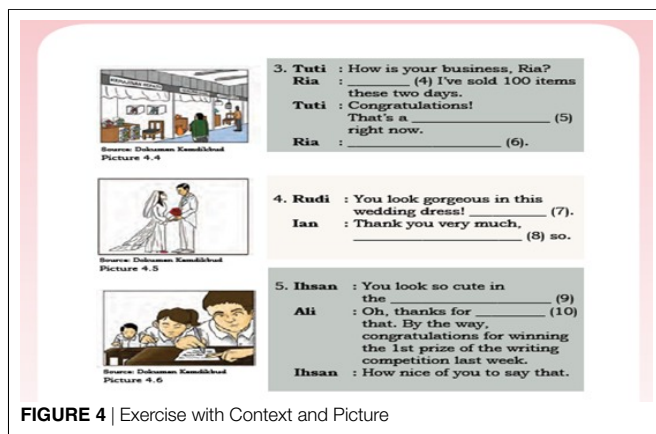 3. Tuti : How is your business, Ria?
Ria : ________ (4) I've sold 100 items
these two days.
Tuti : Congratulations!
That's a __________________ (5)
right now.
Ria : ____________________ (6).
Source: Dokumen Kemdikbud
Picture 4.4
4. Rudi : You look gorgeous in this
wedding dress! __________ (7).
Ian : Thank you very much,
______________________ (8) so.
Source: Dokumen Kemdikbud
Picture 4.5
5. Ihsan : You look so cute in
the _____________________ (9)
Ali : Oh, thanks for _________ (10)
that. By the way,
congratulations for winning
the 1st prize of the writing
competition last week.
Ihsan : How nice of you to say that.
Source: Dokumen Kemdikbud
Picture 4.6
FIGURE 4 | Exercise with Context and Picture